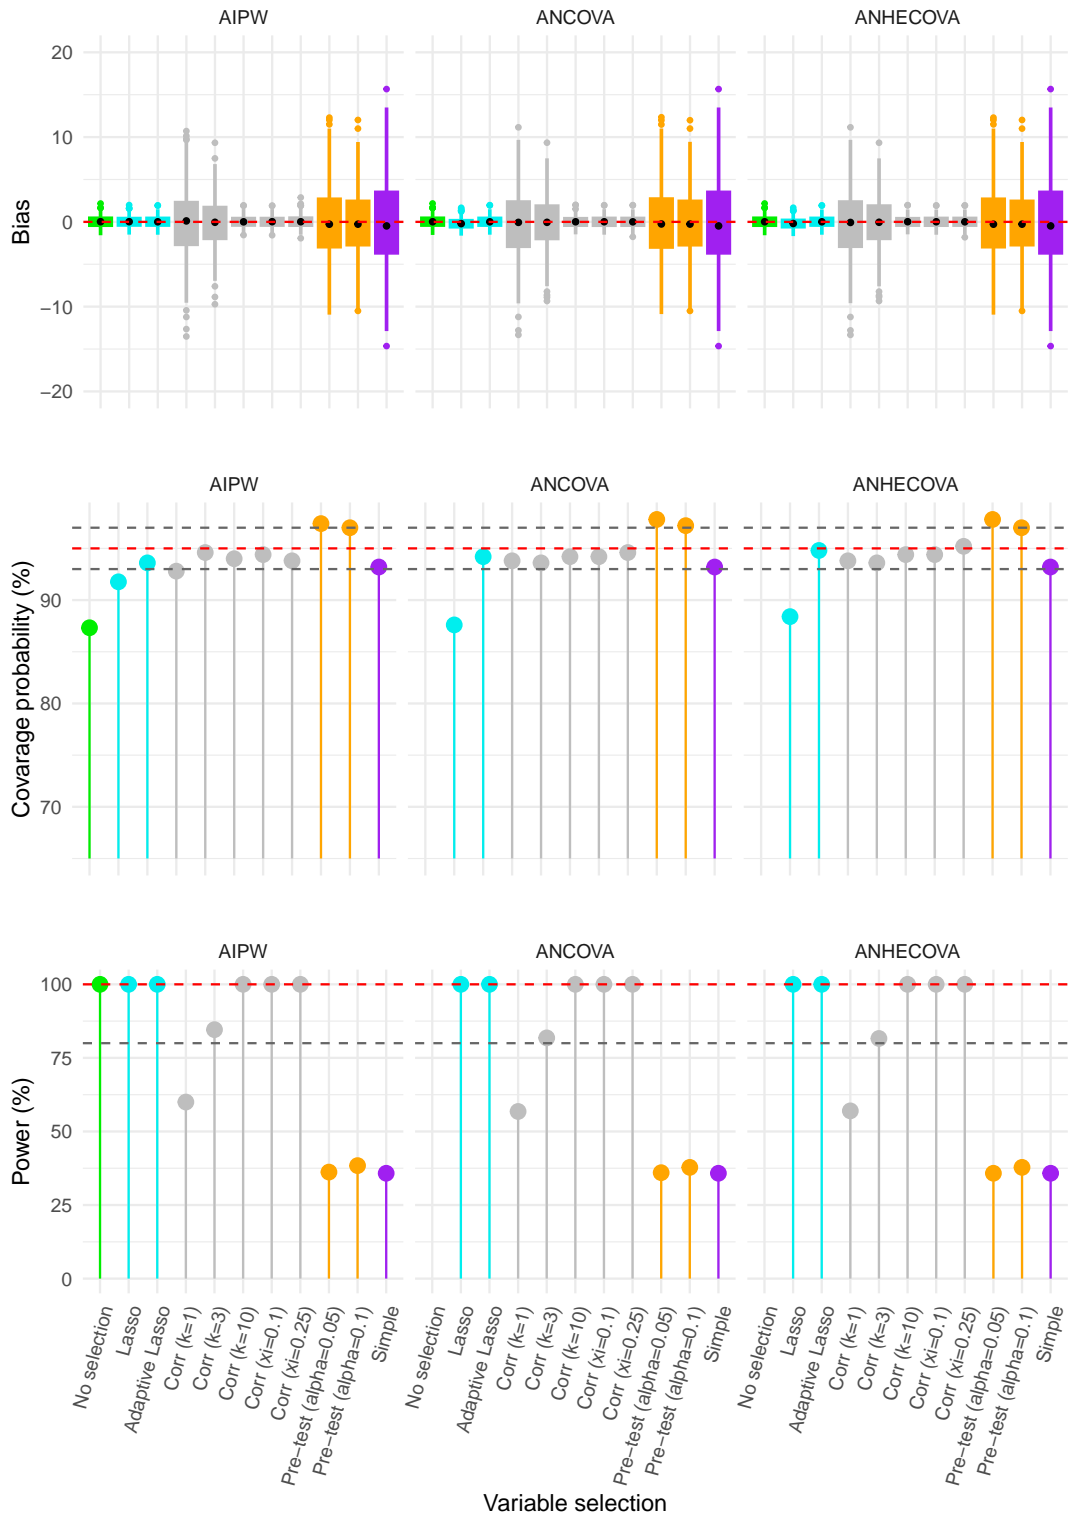 AIPW ANCOVA ANHECOVA
20
10
0
−10
−20
Bias
AIPW ANCOVA ANHECOVA
90
80
70
Covarage probability (%)
AIPW ANCOVA ANHECOVA
100
75
50
25
0
Power (%)
No selection
Lasso
Adaptive Lasso
Corr (k=1)
Corr (k=3)
Corr (k=10)
Corr (xi=0.1)
Corr (xi=0.25)
Pre−test (alpha=0.05)
Pre−test (alpha=0.1)
Simple
No selection
Lasso
Adaptive Lasso
Corr (k=1)
Corr (k=3)
Corr (k=10)
Corr (xi=0.1)
Corr (xi=0.25)
Pre−test (alpha=0.05)
Pre−test (alpha=0.1)
Simple
No selection
Lasso
Adaptive Lasso
Corr (k=1)
Corr (k=3)
Corr (k=10)
Corr (xi=0.1)
Corr (xi=0.25)
Pre−test (alpha=0.05)
Pre−test (alpha=0.1)
Simple
Variable selection